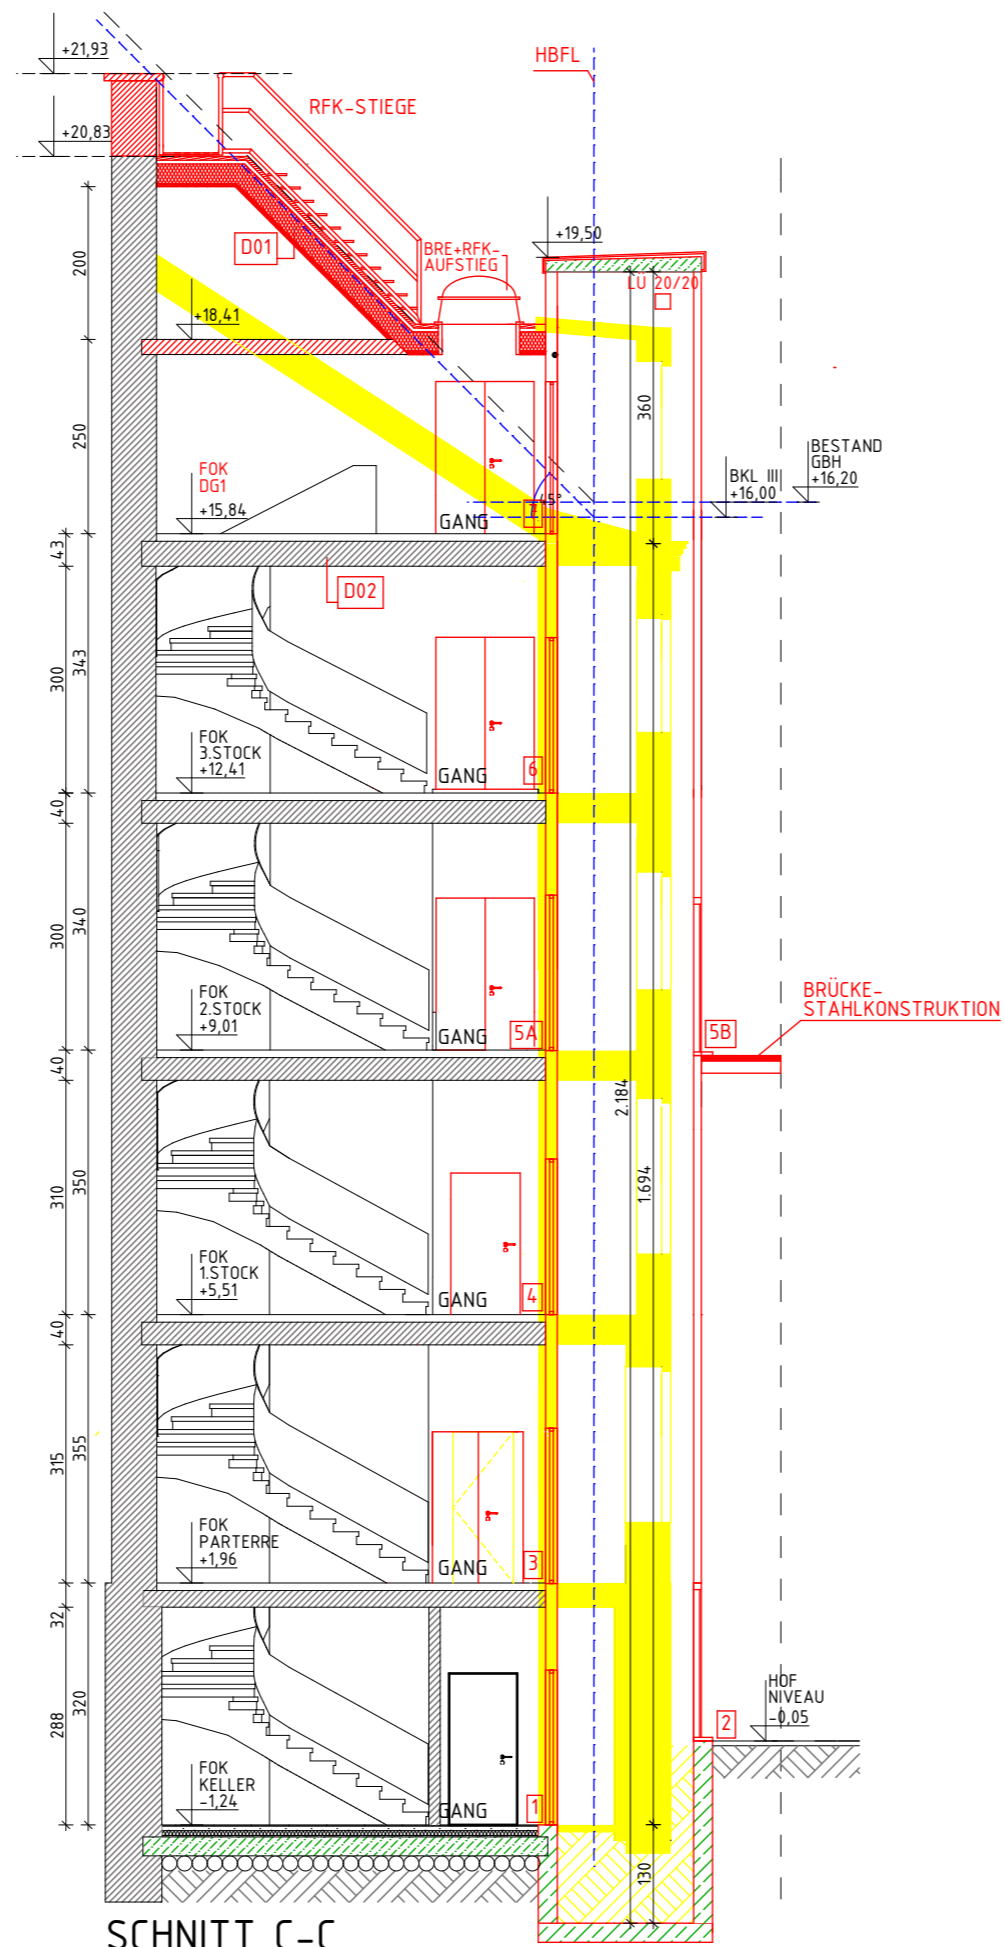 +21,93
HBFL
RFK-STIEGE
+20,83
+19,50
D01
BRE+RFK-
AUFSTIEG
LÜ 20/20
200
+18,41
360
250
FOK
DG1
+15,84
BESTAND
GBH
+16,20
BKL III
+16,00
45°
7
GANG
43
D02
300
343
FOK
3.STOCK
+12,41
GANG
6
40
300
340
FOK
2.STOCK
+9,01
GANG
5A
5B
BRÜCKE-
STAHLKONSTRUKTION
40
2.184
1.694
310
350
FOK
1.STOCK
+5,51
GANG
4
40
315
355
FOK
PARTERRE
+1,96
GANG
3
32
288
320
HOF
NIVEAU
-0,05
2
FOK
KELLER
-1,24
GANG
1
130
SCHNITT C-C